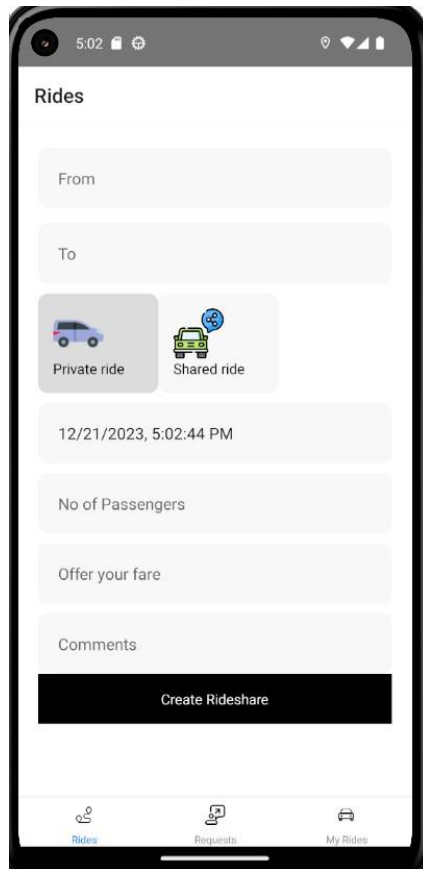 5:02
Rides
From
To
Private ride Shared ride
12/21/2023, 5:02:44 PM
No of Passengers
Offer your fare
Comments
Create Rideshare
Rides Requests My Rides